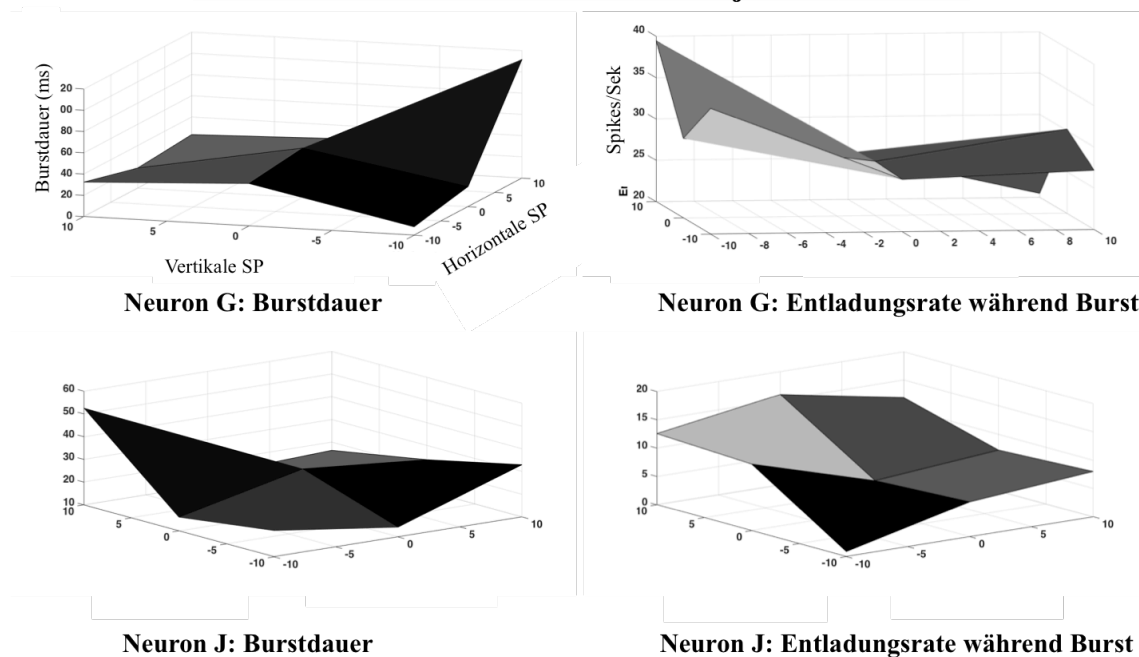 Burstdauer (ms)
20
00
80
60
40
20
0
10 5 0 -5 -10
-10 -5 0 5 10
Horizontale SP
Vertikale SP
Neuron G: Burstdauer
Spikes/Sek
40
35
30
25
20
10 0 -10
-10 -8 -6 -4 -2 0 2 4 6 8 10
Neuron G: Entladungsrate während Burst
60
50
40
30
20
10
10 5 0 -5 -10
-10 -5 0 5 10
Neuron J: Burstdauer
20
15
10
5
0
10 5 0 -5 -10
-10 -5 0 5 10
Neuron J: Entladungsrate während Burst